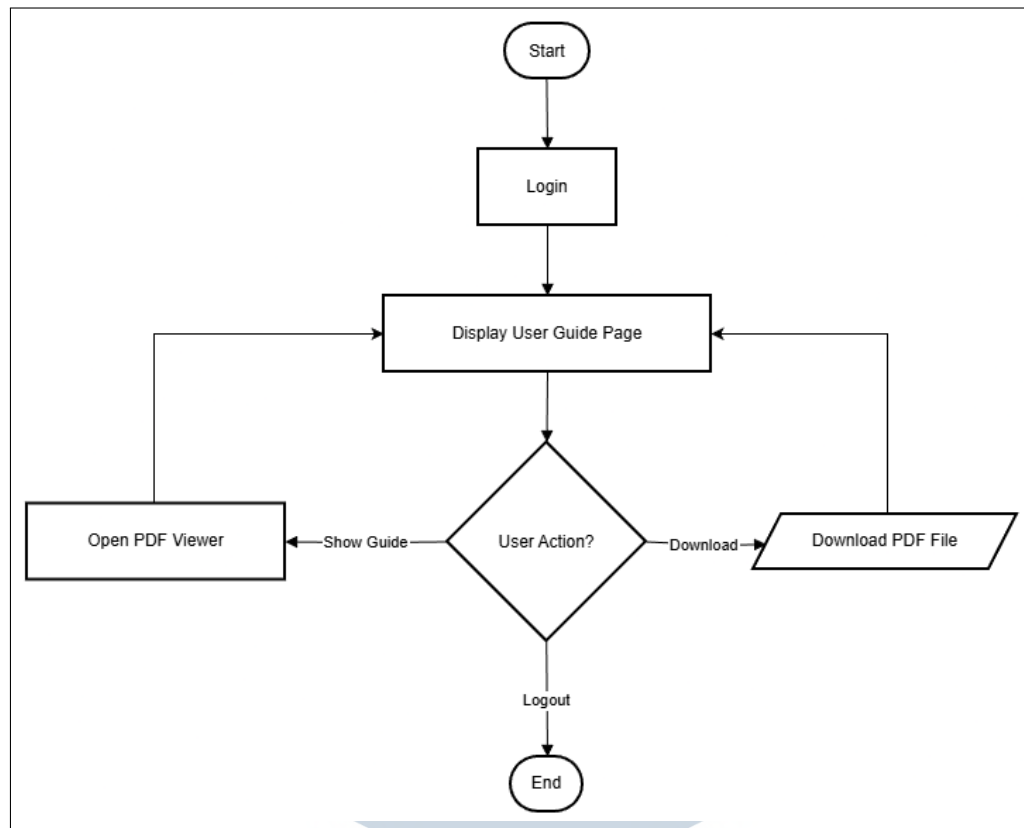 Start
Login
Display User Guide Page
Open PDF Viewer
Show Guide
User Action?
Download
Download PDF File
Logout
End